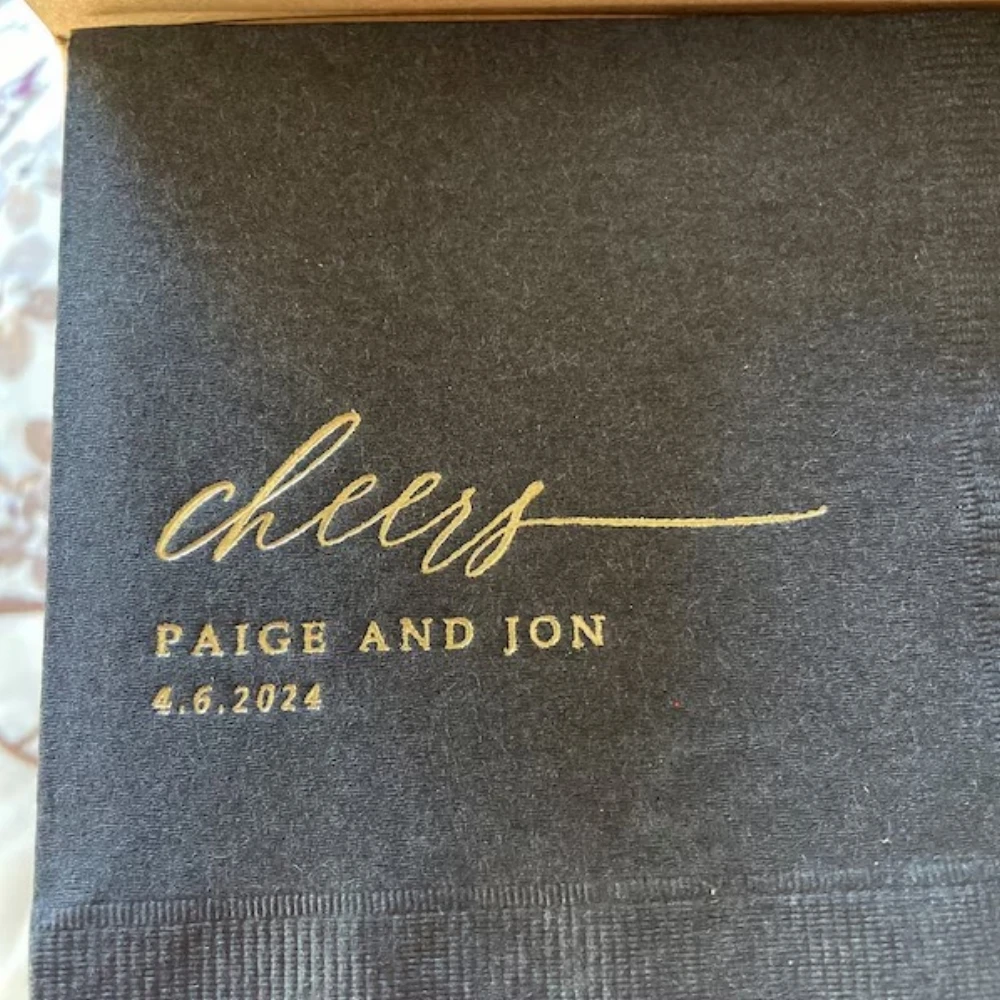 cheers
PAIGE AND JON
4.6.2024